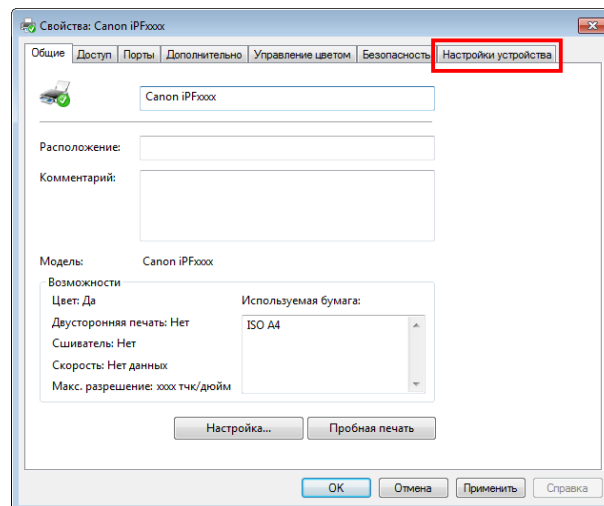 Свойства: Canon iPFxxxx
Общие Доступ Порты Дополнительно Управление цветом Безопасность Настройки устройства
Canon iPFxxxx
Расположение:
Комментарий:
Модель: Canon iPFxxxx
Возможности
Цвет: Да Используемая бумага:
Двусторонняя печать: Нет ISO A4
Сшиватель: Нет
Скорость: Нет данных
Макс. разрешение: xxxx тчк/дюйм
Настройка... Пробная печать
OK Отмена Применить Справка